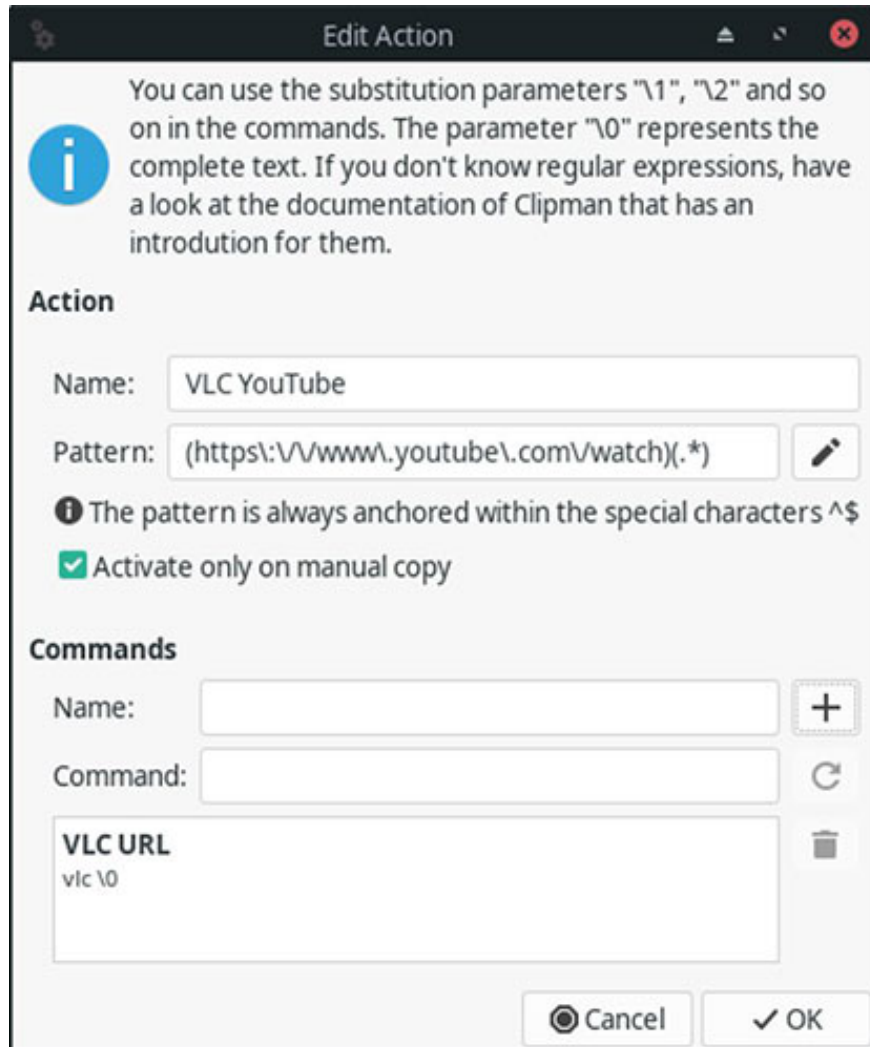 Edit Action
You can use the substitution parameters "\1", "\2" and so
on in the commands. The parameter "\0" represents the
complete text. If you don't know regular expressions, have
a look at the documentation of Clipman that has an
introdution for them.
Action
Name: VLC YouTube
Pattern: (https\:\/\/www\.youtube\.com\/watch)(.*)
The pattern is always anchored within the special characters ^$
Activate only on manual copy
Commands
Name:
Command:
VLC URL
vlc \0
Cancel OK